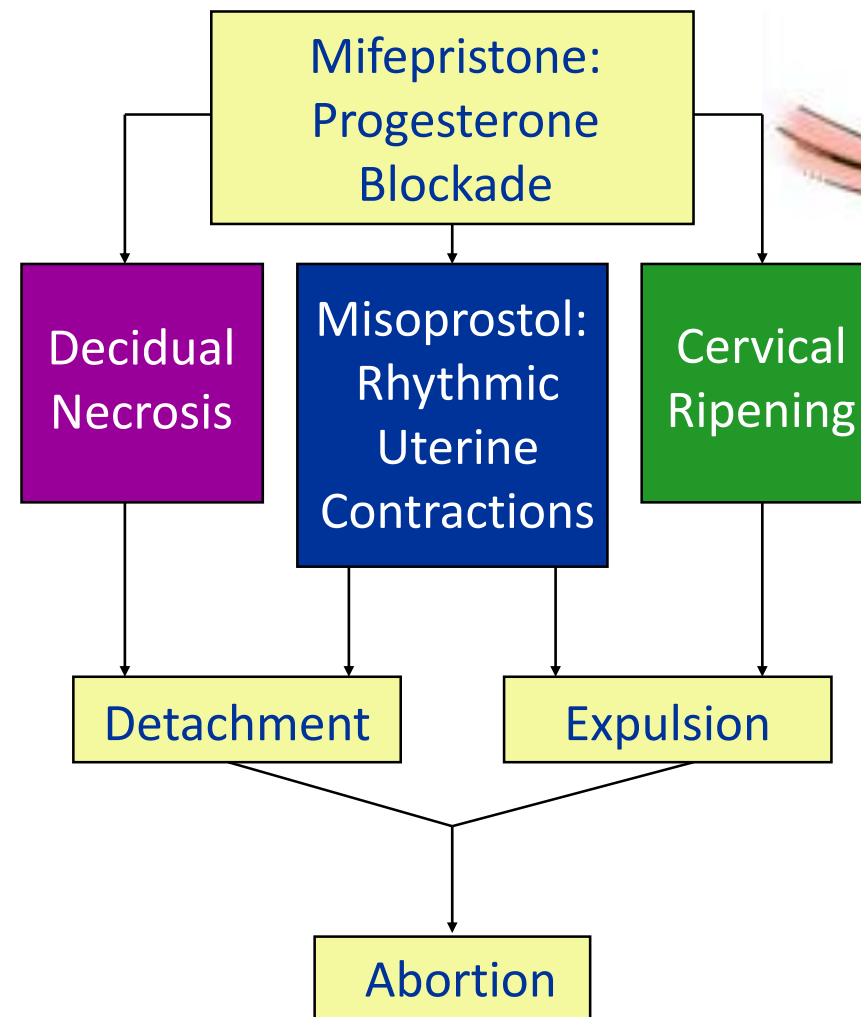 Mifepristone:
Progesterone
Blockade
Decidual
Necrosis
Misoprostol:
Rhythmic
Uterine
Contractions
Cervical
Ripening
Detachment
Expulsion
Abortion